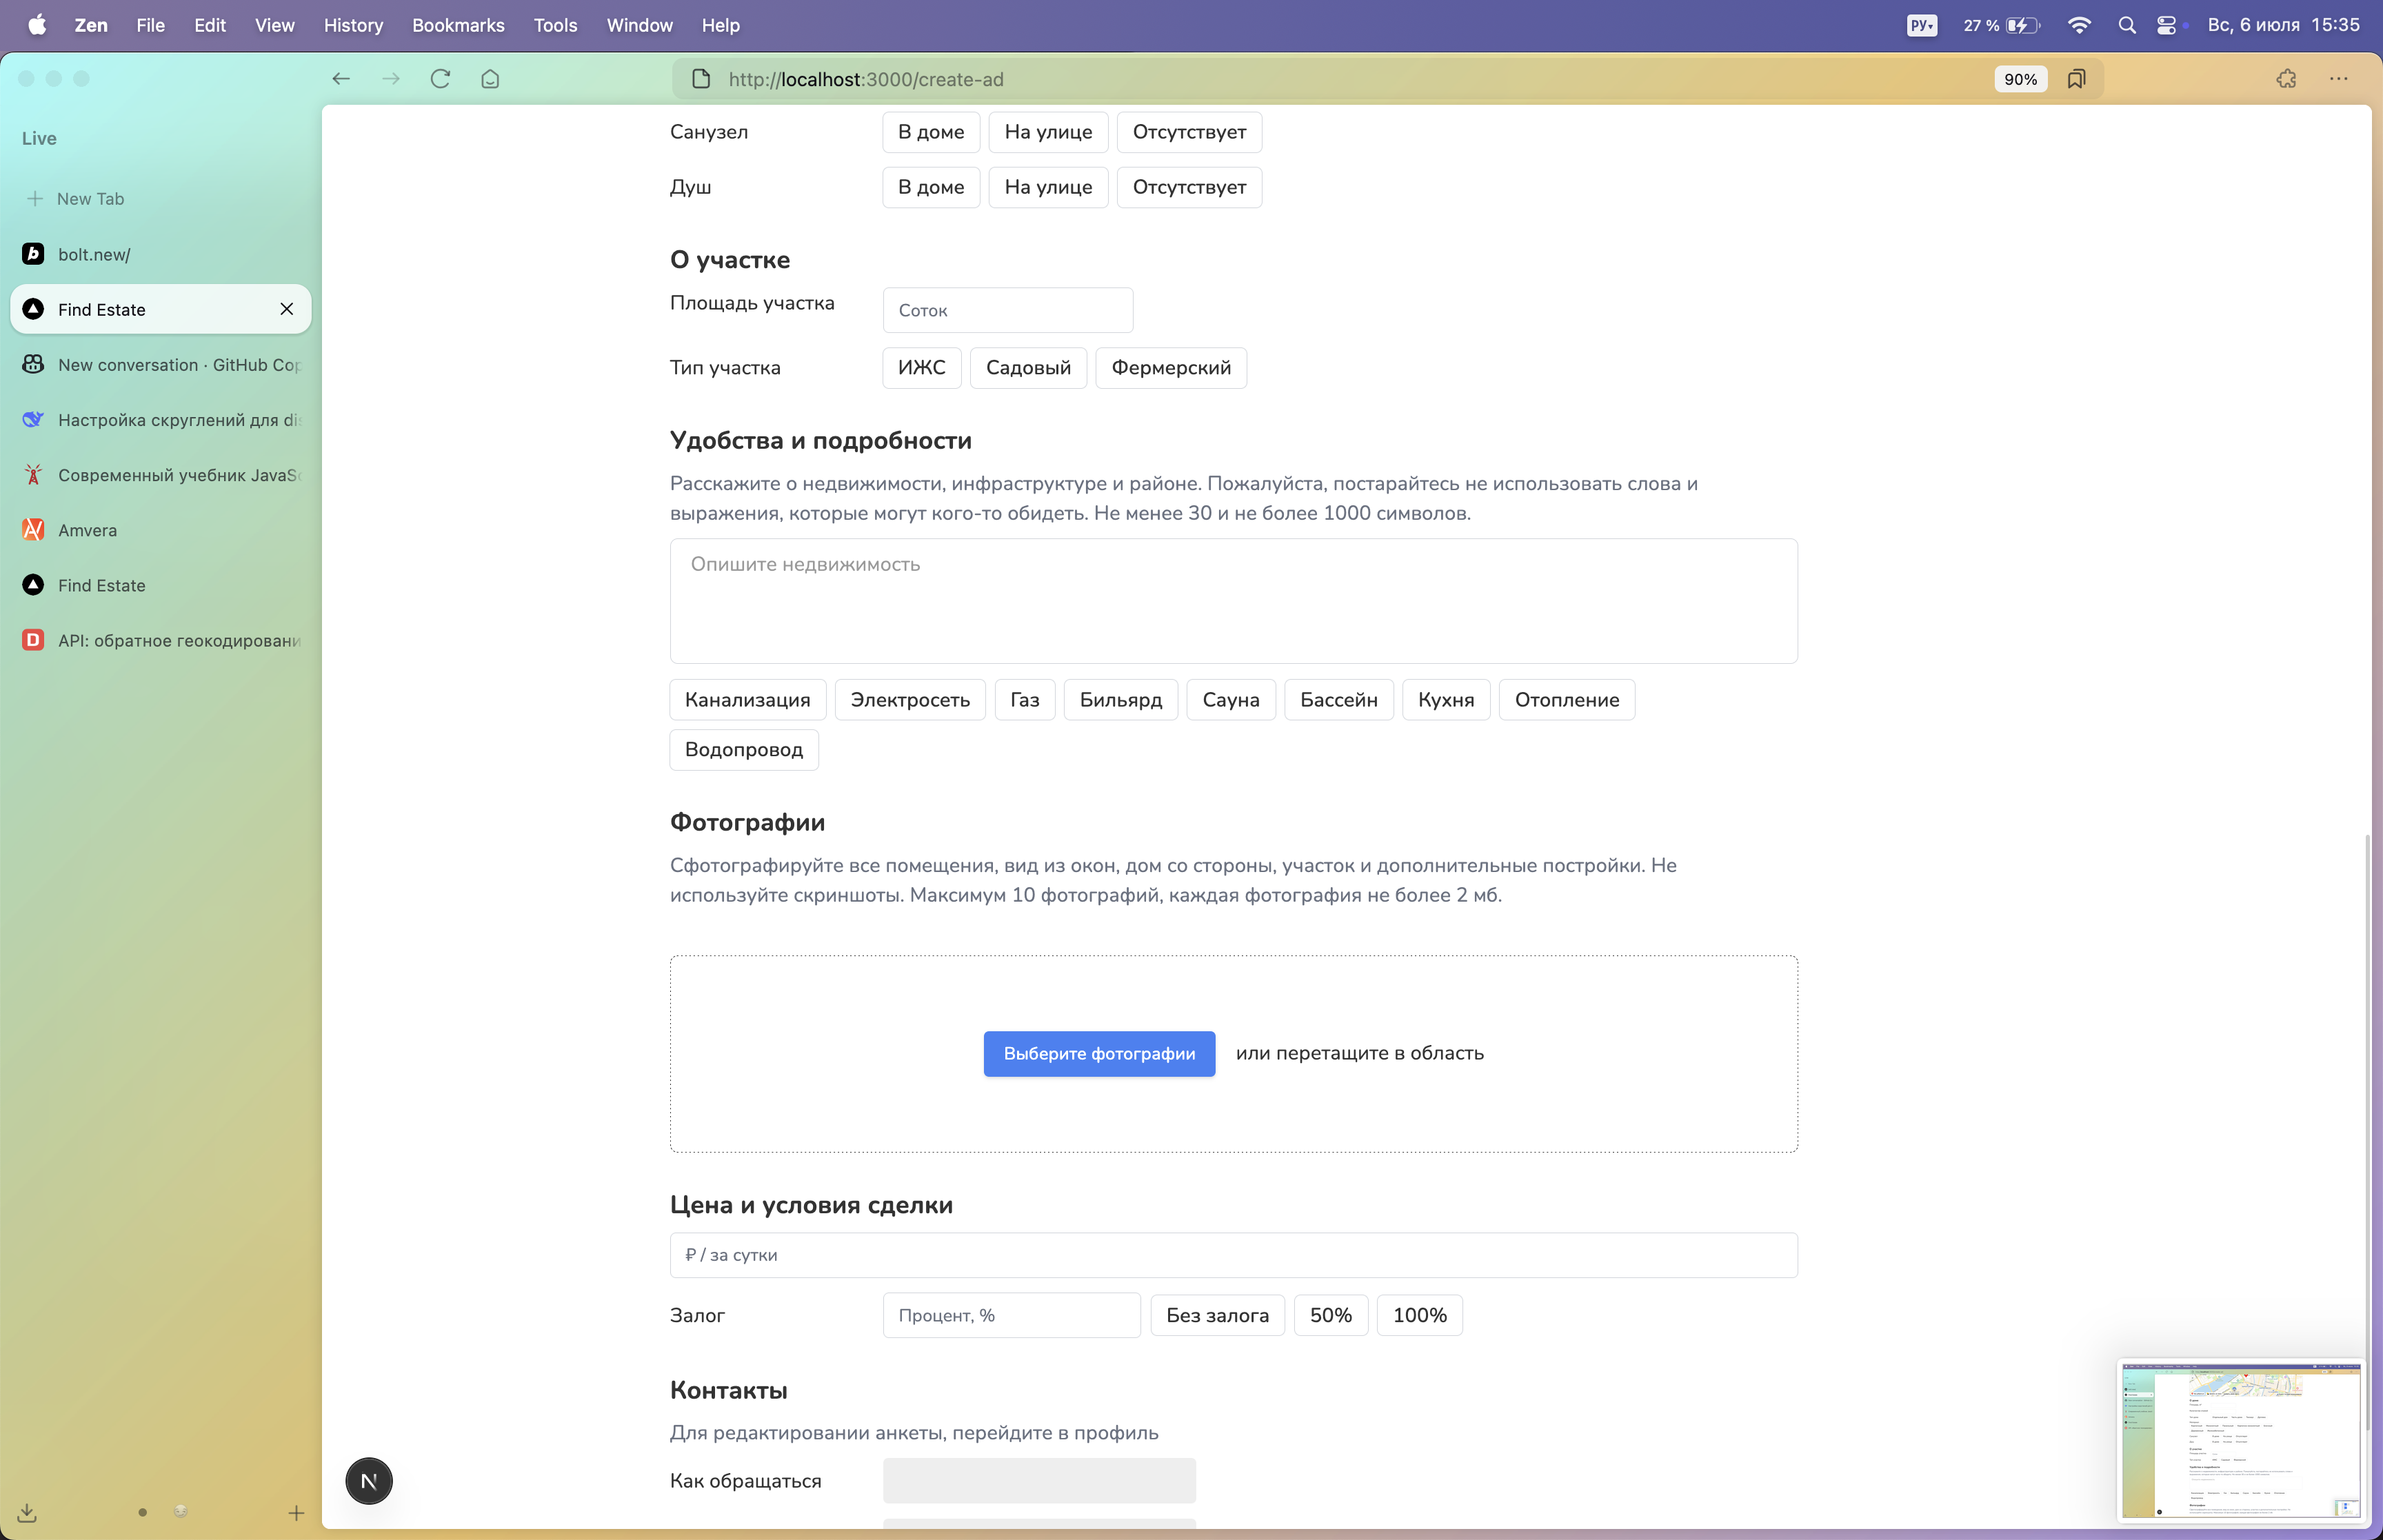 Zen File Edit View History Bookmarks Tools Window Help РУ 27 % Вс, 6 июля 15:35
http://localhost:3000/create-ad 90%
Live
New Tab
bolt.new/
Find Estate
New conversation · GitHub Cop
Настройка скруглений для dis
Современный учебник JavaSc
Amvera
Find Estate
D API: обратное геокодировани
Санузел В доме На улице Отсутствует
Душ В доме На улице Отсутствует
О участке
Площадь участка Соток
Тип участка ИЖС Садовый Фермерский
Удобства и подробности
Расскажите о недвижимости, инфраструктуре и районе. Пожалуйста, постарайтесь не использовать слова и
выражения, которые могут кого-то обидеть. Не менее 30 и не более 1000 символов.
Опишите недвижимость
Канализация Электросеть Газ Бильярд Сауна Бассейн Кухня Отопление
Водопровод
Фотографии
Сфотографируйте все помещения, вид из окон, дом со стороны, участок и дополнительные постройки. Не
используйте скриншоты. Максимум 10 фотографий, каждая фотография не более 2 мб.
Выберите фотографии или перетащите в область
Цена и условия сделки
₽ / за сутки
Залог Процент, % Без залога 50% 100%
Контакты
Для редактировании анкеты, перейдите в профиль
Как обращаться
N